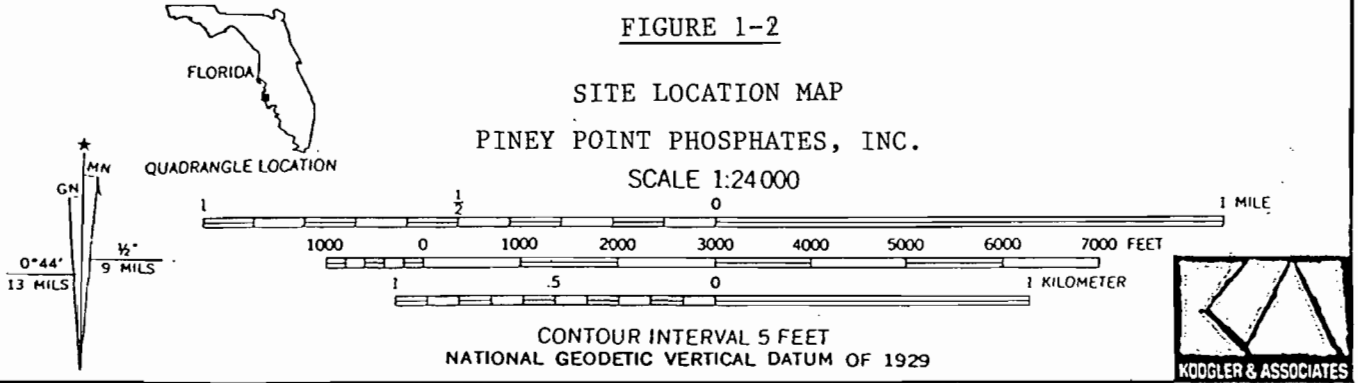 FIGURE 1-2
FLORIDA
QUADRANGLE LOCATION
SITE LOCATION MAP
PINEY POINT PHOSPHATES, INC.
SCALE 1:24 000
★
GN MN
0°44' ½°
13 MILS 9 MILS
1 ½ 0 1 MILE
1000 0 1000 2000 3000 4000 5000 6000 7000 FEET
1 .5 0 1 KILOMETER
CONTOUR INTERVAL 5 FEET
NATIONAL GEODETIC VERTICAL DATUM OF 1929
KOOGLER & ASSOCIATES